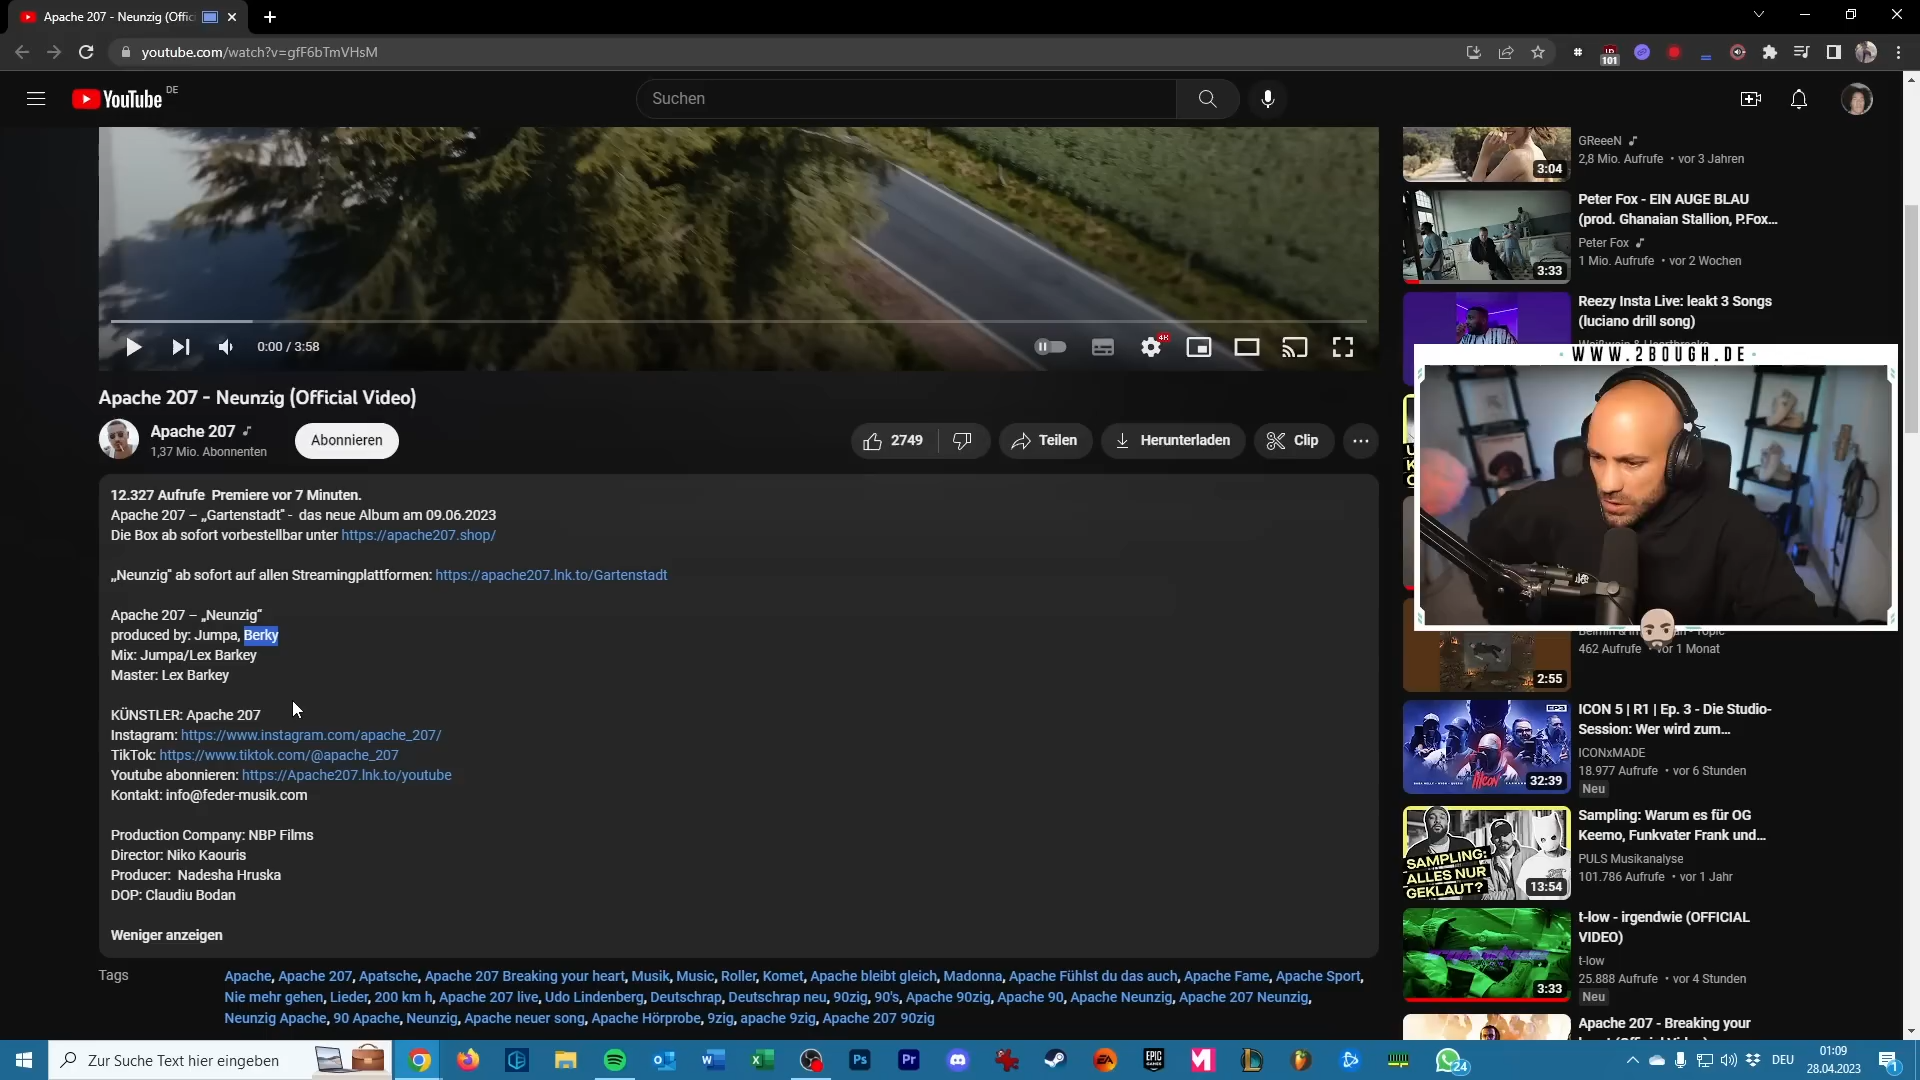 Apache 207 - Neunzig (Offic
youtube.com/watch?v=gfF6bTmVHsM
101
YouTube DE
Suchen
0:00 / 3:58
4K
Apache 207 - Neunzig (Official Video)
Apache 207
1,37 Mio. Abonnenten
Abonnieren
2749
Teilen
Herunterladen
Clip
12.327 Aufrufe Premiere vor 7 Minuten.
Apache 207 – „Gartenstadt" - das neue Album am 09.06.2023
Die Box ab sofort vorbestellbar unter https://apache207.shop/
„Neunzig" ab sofort auf allen Streamingplattformen: https://apache207.lnk.to/Gartenstadt
Apache 207 – „Neunzig“
produced by: Jumpa, Berky
Mix: Jumpa/Lex Barkey
Master: Lex Barkey
KÜNSTLER: Apache 207
Instagram: https://www.instagram.com/apache_207/
TikTok: https://www.tiktok.com/@apache_207
Youtube abonnieren: https://Apache207.lnk.to/youtube
Kontakt: info@feder-musik.com
Production Company: NBP Films
Director: Niko Kaouris
Producer: Nadesha Hruska
DOP: Claudiu Bodan
Weniger anzeigen
Tags
Apache, Apache 207, Apatsche, Apache 207 Breaking your heart, Musik, Music, Roller, Komet, Apache bleibt gleich, Madonna, Apache Fühlst du das auch, Apache Fame, Apache Sport,
Nie mehr gehen, Lieder, 200 km h, Apache 207 live, Udo Lindenberg, Deutschrap, Deutschrap neu, 90zig, 90's, Apache 90zig, Apache 90, Apache Neunzig, Apache 207 Neunzig,
Neunzig Apache, 90 Apache, Neunzig, Apache neuer song, Apache Hörprobe, 9zig, apache 9zig, Apache 207 90zig
GReeeN
2,8 Mio. Aufrufe • vor 3 Jahren
3:04
Peter Fox - EIN AUGE BLAU
(prod. Ghanaian Stallion, P.Fox...
Peter Fox
1 Mio. Aufrufe • vor 2 Wochen
3:33
Reezy Insta Live: leakt 3 Songs
(luciano drill song)
WWW.2BOUGH.DE
462 Aufrufe • vor 1 Monat
2:55
ICON 5 | R1 | Ep. 3 - Die Studio-
Session: Wer wird zum...
ICONxMADE
18.977 Aufrufe • vor 6 Stunden
Neu
32:39
Sampling: Warum es für OG
Keemo, Funkvater Frank und...
PULS Musikanalyse
101.786 Aufrufe • vor 1 Jahr
SAMPLING:
ALLES NUR
GEKLAUT?
13:54
t-low - irgendwie (OFFICIAL
VIDEO)
t-low
25.888 Aufrufe • vor 4 Stunden
Neu
3:33
Apache 207 - Breaking your
Zur Suche Text hier eingeben
24
DEU
01:09
28.04.2023
1